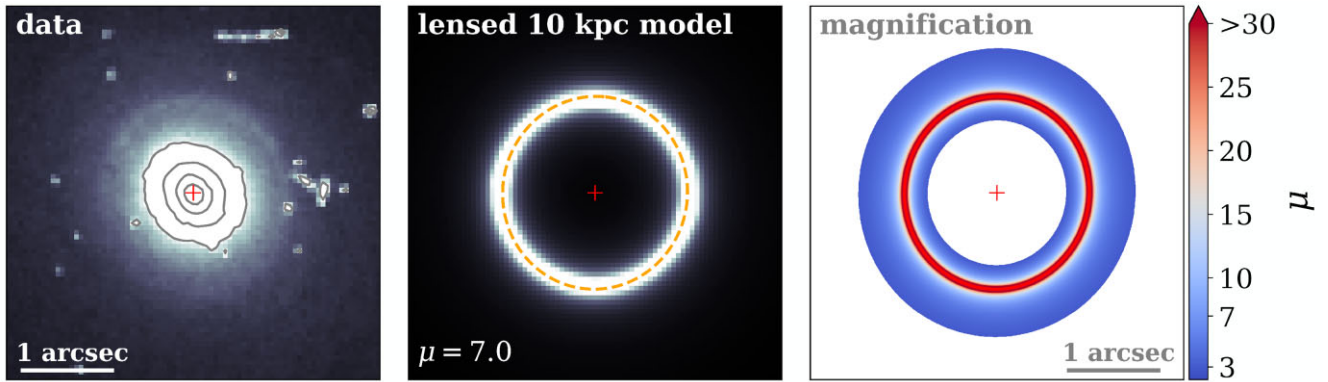 data
1 arcsec
lensed 10 kpc model
μ = 7.0
magnification
1 arcsec
>30
25
20
15
10
7
3
μ